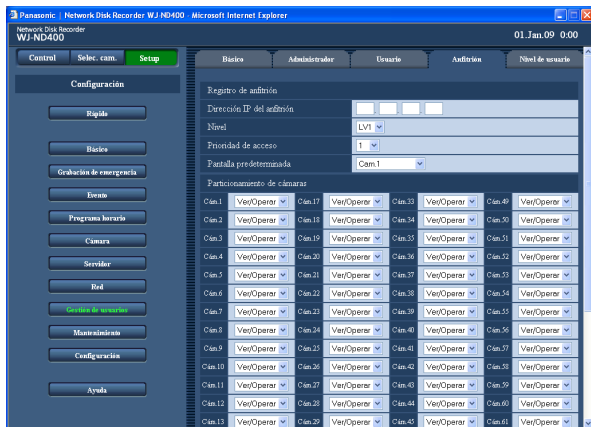 Panasonic | Network Disk Recorder WJ-ND400 - Microsoft Internet Explorer
Network Disk Recorder
WJ-ND400
01.Jan.09 0:00
Control Selec. cam. Setup
Básico Administrador Usuario Anfitrión Nivel de usuario
Configuración
Rápido
Básico
Grabación de emergencia
Evento
Programa horario
Cámara
Servidor
Red
Gestión de usuarios
Mantenimiento
Configuración
Ayuda
Registro de anfitrión
Dirección IP del anfitrión
Nivel LV1
Prioridad de acceso 1
Pantalla predeterminada Cam.1
Particionamiento de cámaras
Cám.1 Ver/Operar Cám.17 Ver/Operar Cám.33 Ver/Operar Cám.49 Ver/Operar
Cám.2 Ver/Operar Cám.18 Ver/Operar Cám.34 Ver/Operar Cám.50 Ver/Operar
Cám.3 Ver/Operar Cám.19 Ver/Operar Cám.35 Ver/Operar Cám.51 Ver/Operar
Cám.4 Ver/Operar Cám.20 Ver/Operar Cám.36 Ver/Operar Cám.52 Ver/Operar
Cám.5 Ver/Operar Cám.21 Ver/Operar Cám.37 Ver/Operar Cám.53 Ver/Operar
Cám.6 Ver/Operar Cám.22 Ver/Operar Cám.38 Ver/Operar Cám.54 Ver/Operar
Cám.7 Ver/Operar Cám.23 Ver/Operar Cám.39 Ver/Operar Cám.55 Ver/Operar
Cám.8 Ver/Operar Cám.24 Ver/Operar Cám.40 Ver/Operar Cám.56 Ver/Operar
Cám.9 Ver/Operar Cám.25 Ver/Operar Cám.41 Ver/Operar Cám.57 Ver/Operar
Cám.10 Ver/Operar Cám.26 Ver/Operar Cám.42 Ver/Operar Cám.58 Ver/Operar
Cám.11 Ver/Operar Cám.27 Ver/Operar Cám.43 Ver/Operar Cám.59 Ver/Operar
Cám.12 Ver/Operar Cám.28 Ver/Operar Cám.44 Ver/Operar Cám.60 Ver/Operar
Cám.13 Ver/Operar Cám.29 Ver/Operar Cám.45 Ver/Operar Cám.61 Ver/Operar